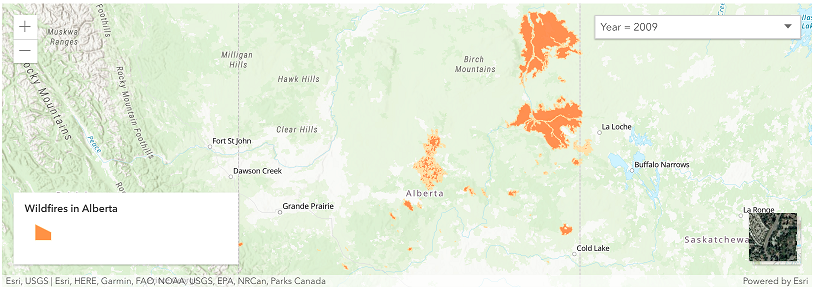 Muskwa
Ranges
Milligan
Hills
Hawk Hills
Birch
Mountains
Year = 2009
Rocky Mountains
Rocky Mountain Foothills
Peace
Clear Hills
La Loche
Fort St John
Dawson Creek
Buffalo Narrows
Alberta
Wildfires in Alberta
Grande Prairie
La Ronge
Saskatchewa
Cold Lake
Esri, USGS | Esri, HERE, Garmin, FAO, NOAA, USGS, EPA, NRCan, Parks Canada
Powered by Esri